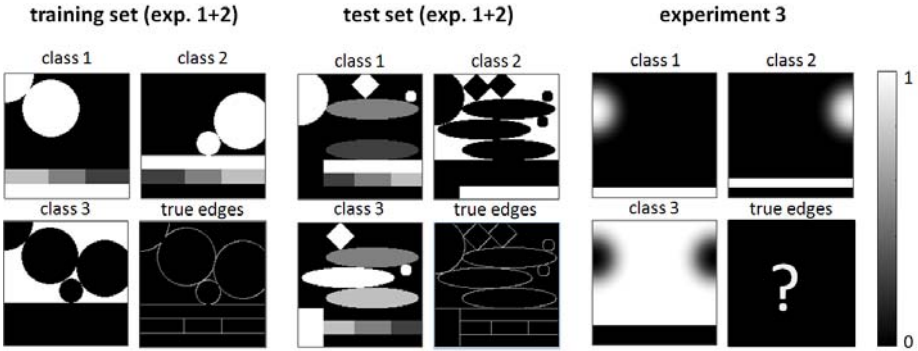 training set (exp. 1+2) test set (exp. 1+2) experiment 3
class 1 class 2 class 1 class 2 class 1 class 2
1
class 3 true edges class 3 true edges class 3 true edges
?
0